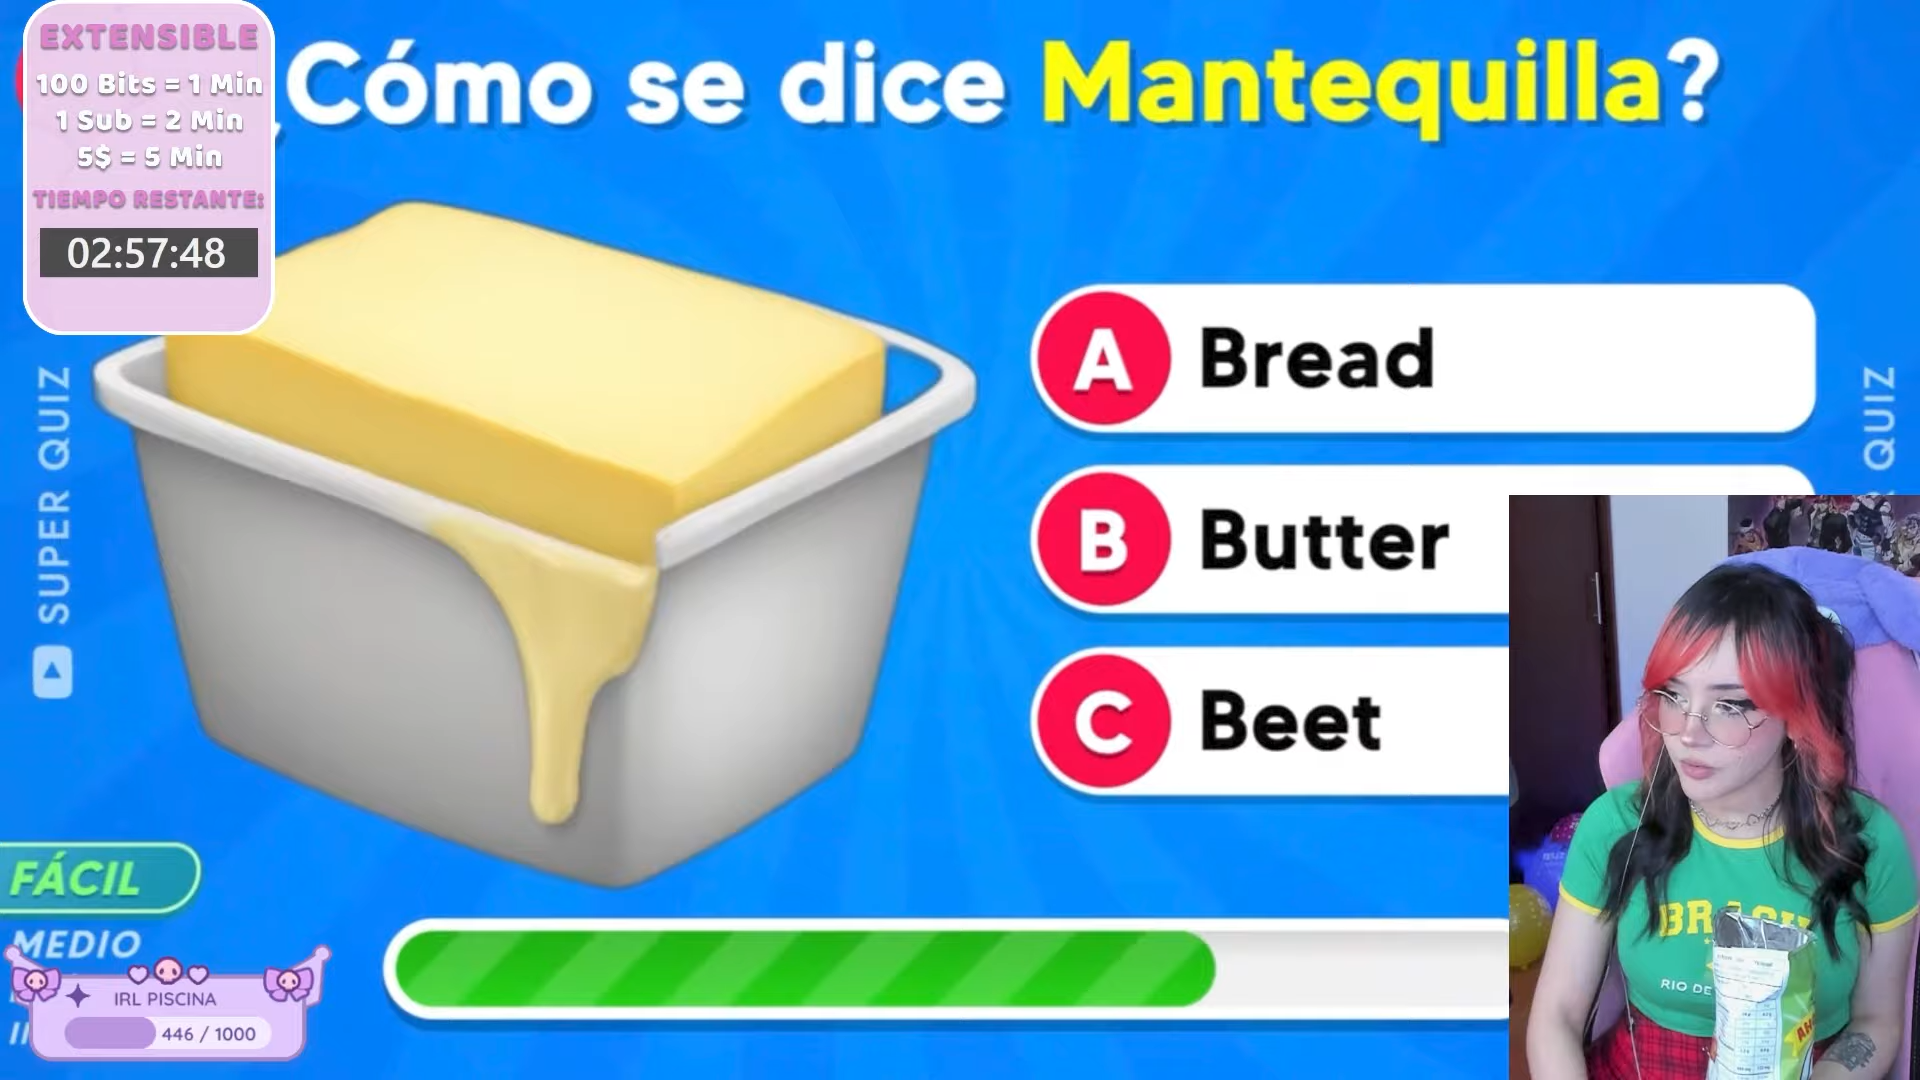 EXTENSIBLE
100 Bits = 1 Min
1 Sub = 2 Min
5$ = 5 Min
TIEMPO RESTANTE:
02:57:48
¿Cómo se dice Mantequilla?
A Bread
B Butter
C Beet
SUPER QUIZ
QUIZ
FÁCIL
MEDIO
IRL PISCINA
446 / 1000
RIO DE